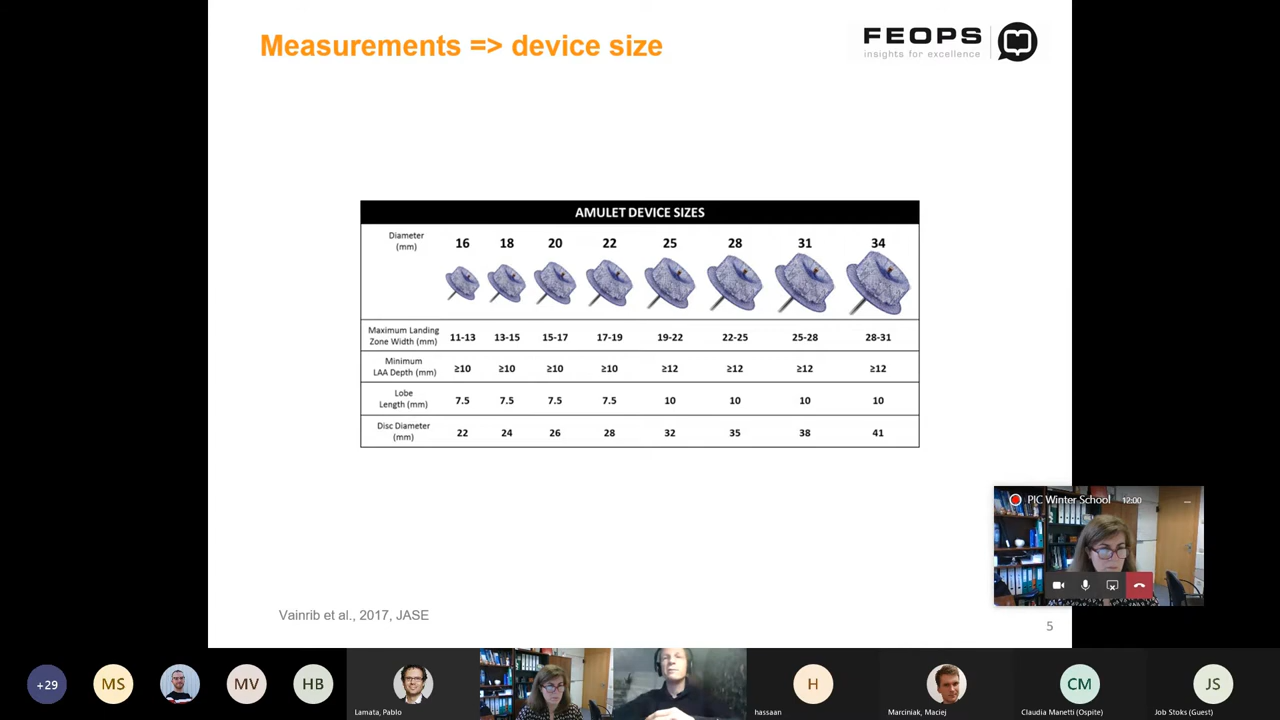 Measurements => device size
FEOPS
insights for excellence
AMULET DEVICE SIZES
Diameter
(mm)
16 18 20 22 25 28 31 34
Maximum Landing
Zone Width (mm)
11-13 13-15 15-17 17-19 19-22 22-25 25-28 28-31
Minimum
LAA Depth (mm)
≥10 ≥10 ≥10 ≥10 ≥12 ≥12 ≥12 ≥12
Lobe
Length (mm)
7.5 7.5 7.5 7.5 10 10 10 10
Disc Diameter
(mm)
22 24 26 28 32 35 38 41
PIC Winter School 12:00
Vainrib et al., 2017, JASE
5
+29 MS MV HB H CM JS
Lamata, Pablo
hassaan
Marciniak, Maciej
Claudia Manetti (Ospite)
Job Stoks (Guest)